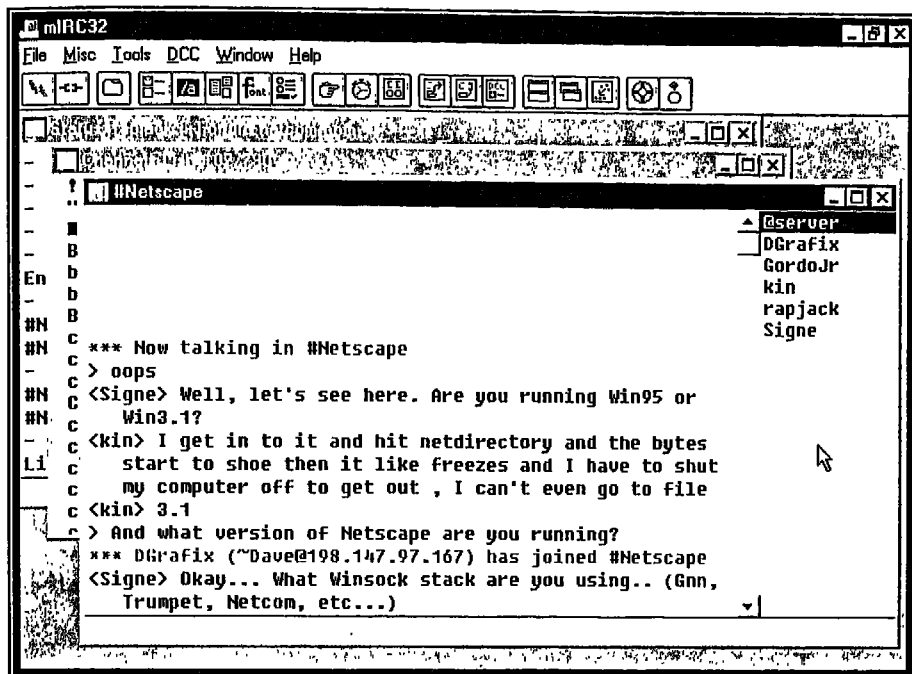 mIRC32
File Misc Tools DCC Window Help
font
#Netscape
@server
DGrafix
GordoJr
kin
rapjack
Signe
En
#N
#N
#N
#N
Li
*** Now talking in #Netscape
> oops
<Signe> Well, let's see here. Are you running Win95 or
Win3.1?
<kin> I get in to it and hit netdirectory and the bytes
start to shoe then it like freezes and I have to shut
my computer off to get out , I can't even go to file
<kin> 3.1
> And what version of Netscape are you running?
*** DGrafix (~Dave@198.147.97.167) has joined #Netscape
<Signe> Okay... What Winsock stack are you using.. (Gnn,
Trumpet, Netcom, etc...)